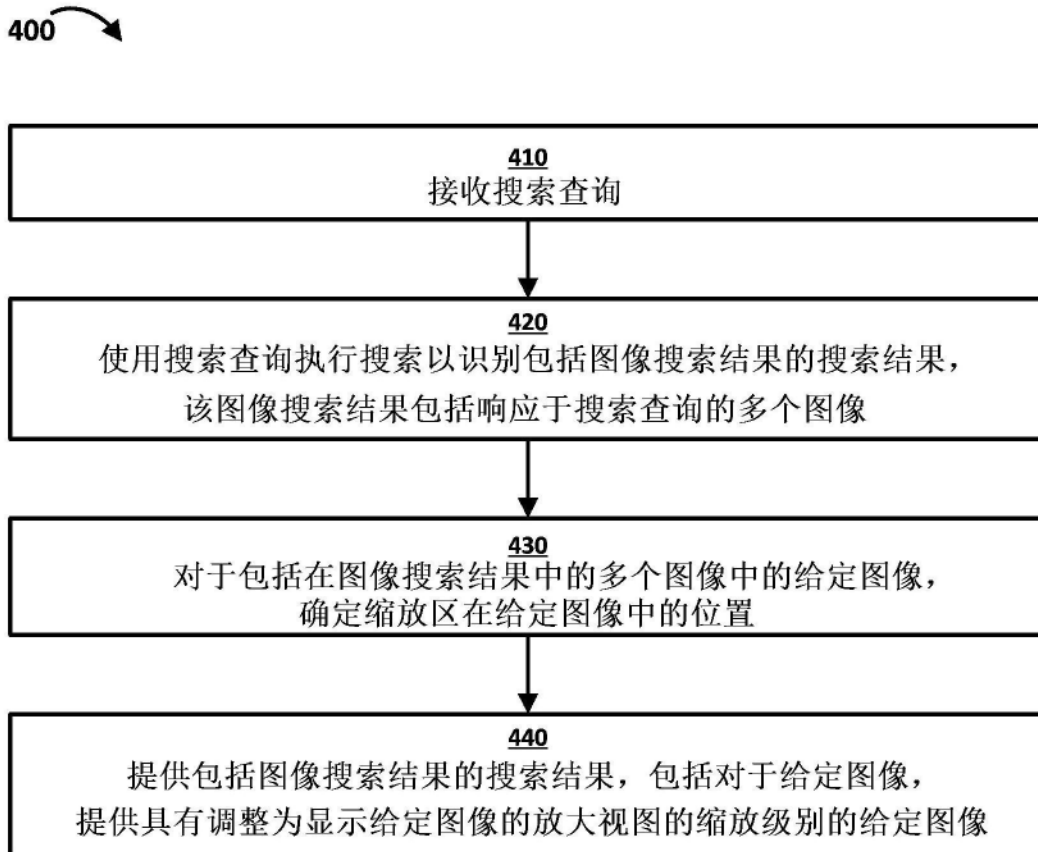 400
410
接收搜索查询
420
使用搜索查询执行搜索以识别包括图像搜索结果的搜索结果，
该图像搜索结果包括响应于搜索查询的多个图像
430
对于包括在图像搜索结果中的多个图像中的给定图像，
确定缩放区在给定图像中的位置
440
提供包括图像搜索结果的搜索结果，包括对于给定图像，
提供具有调整为显示给定图像的放大视图的缩放级别的给定图像